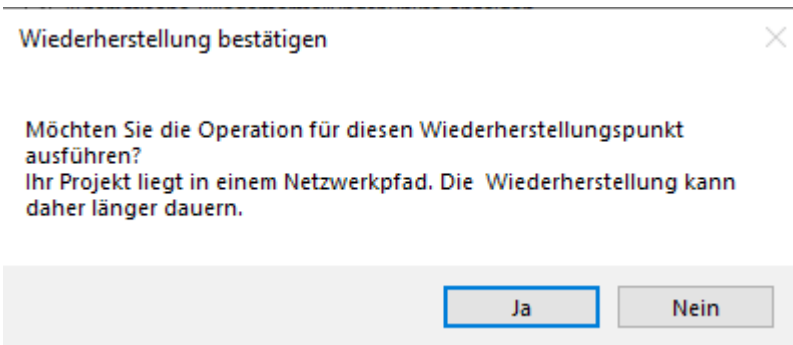 Wiederherstellung bestätigen
Möchten Sie die Operation für diesen Wiederherstellungspunkt
ausführen?
Ihr Projekt liegt in einem Netzwerkpfad. Die  Wiederherstellung kann
daher länger dauern.
Ja
Nein